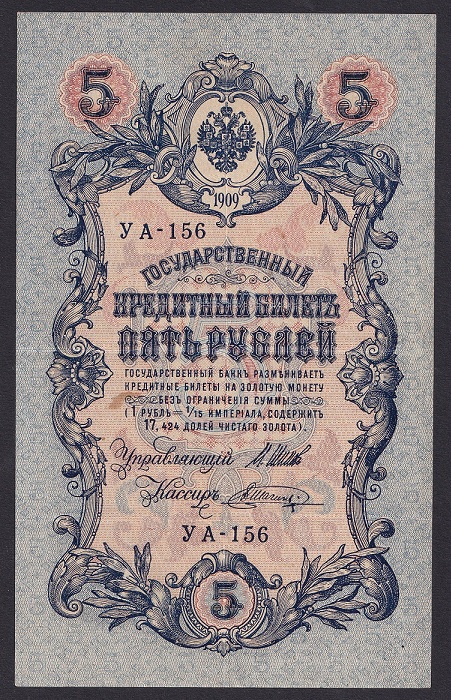 5 5
1909
УА-156
ГОСУДАРСТВЕННЫЙ
КРЕДИТНЫЙ БИЛЕТЪ
ПЯТЬ РУБЛЕЙ
ГОСУДАРСТВЕННЫЙ БАНКЪ РАЗМѢНИВАЕТЪ
КРЕДИТНЫЕ БИЛЕТЫ НА ЗОЛОТУЮ МОНЕТУ
БЕЗЪ ОГРАНИЧЕНІЯ СУММЫ
(1 РУБЛЬ = 1/15 ИМПЕРІАЛА, СОДЕРЖИТЪ
17,424 ДОЛЕЙ ЧИСТАГО ЗОЛОТА).
Управляющій
Кассиръ
УА-156
5